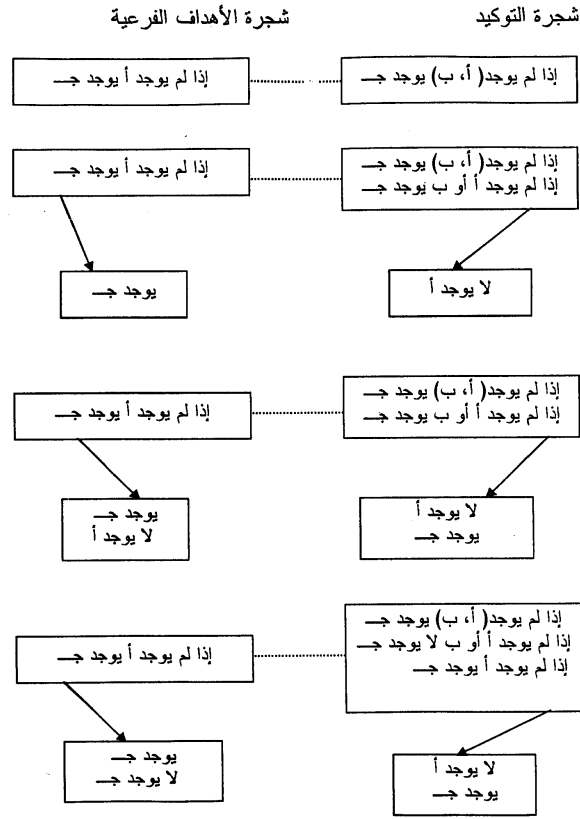 شجرة التوكيد
شجرة الأهداف الفرعية
إذا لم يوجد( أ، ب) يوجد جـ
إذا لم يوجد أ يوجد جـ
إذا لم يوجد( أ، ب) يوجد جـ
إذا لم يوجد أ أو ب يوجد جـ
إذا لم يوجد أ يوجد جـ
لا يوجد أ
يوجد جـ
إذا لم يوجد( أ، ب) يوجد جـ
إذا لم يوجد أ أو ب يوجد جـ
إذا لم يوجد أ يوجد جـ
لا يوجد أ
يوجد جـ
يوجد جـ
لا يوجد أ
إذا لم يوجد( أ، ب) يوجد جـ
إذا لم يوجد أ أو ب لا يوجد جـ
إذا لم يوجد أ يوجد جـ
إذا لم يوجد أ يوجد جـ
لا يوجد أ
يوجد جـ
يوجد جـ
لا يوجد جـ